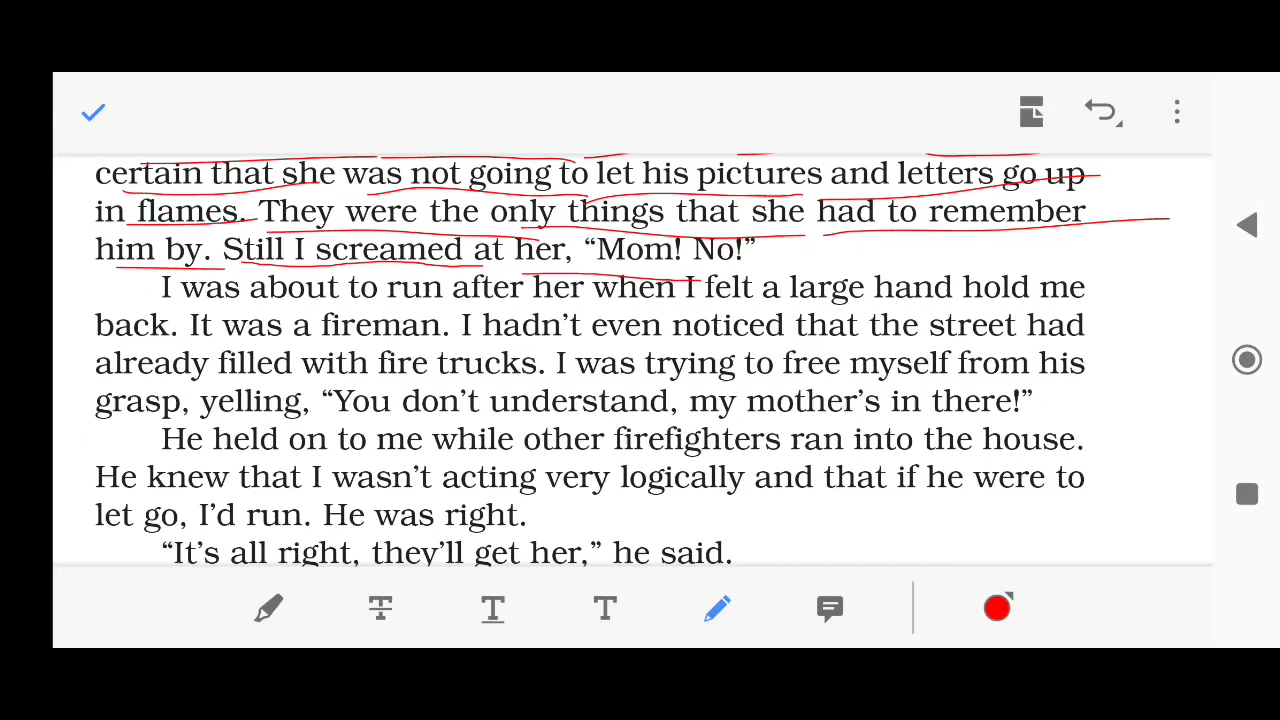 certain that she was not going to let his pictures and letters go up
in flames. They were the only things that she had to remember
him by. Still I screamed at her, “Mom! No!”
I was about to run after her when I felt a large hand hold me
back. It was a fireman. I hadn’t even noticed that the street had
already filled with fire trucks. I was trying to free myself from his
grasp, yelling, “You don’t understand, my mother’s in there!”
He held on to me while other firefighters ran into the house.
He knew that I wasn’t acting very logically and that if he were to
let go, I’d run. He was right.
“It’s all right, they’ll get her,” he said.